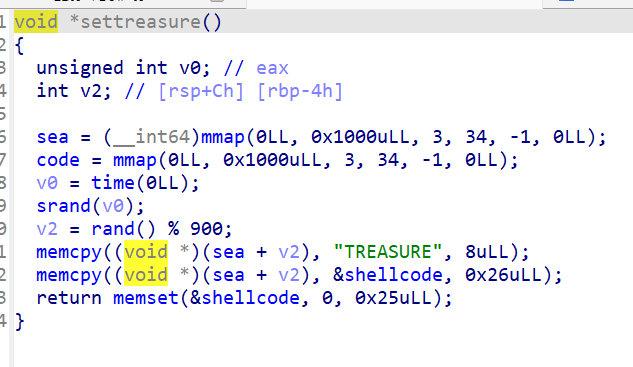 1 void *settreasure()
2 {
3 unsigned int v0; // eax
4 int v2; // [rsp+Ch] [rbp-4h]
5
6 sea = (__int64)mmap(0LL, 0x1000uLL, 3, 34, -1, 0LL);
7 code = mmap(0LL, 0x1000uLL, 3, 34, -1, 0LL);
8 v0 = time(0LL);
9 srand(v0);
0 v2 = rand() % 900;
1 memcpy((void *)(sea + v2), "TREASURE", 8uLL);
2 memcpy((void *)(sea + v2), &shellcode, 0x26uLL);
3 return memset(&shellcode, 0, 0x25uLL);
4 }